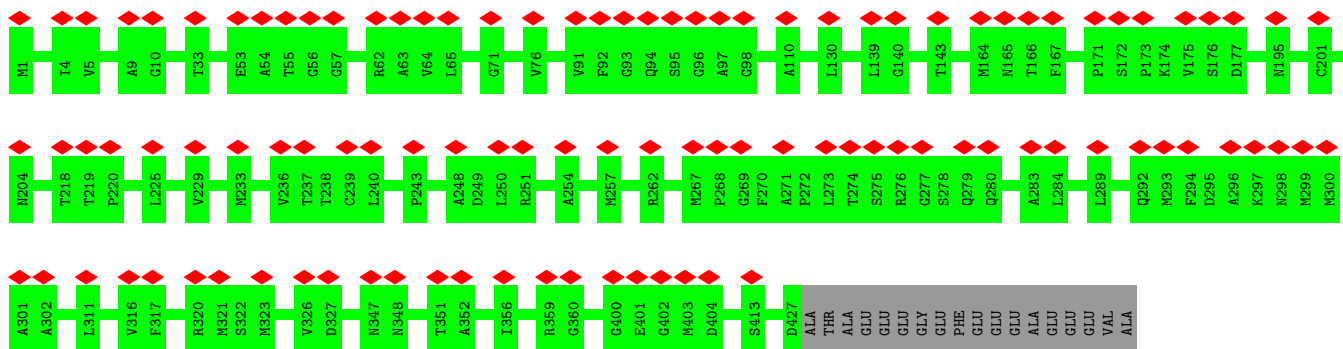 M1 I4 V5 A9 G10 T33 E53 A54 T55 G56 G57 R62 A63 V64 L65 G71 V76 V91 F92 G93 Q94 S95 G96 A97 G98 A110 L130 L139 G140 T143 M164 N165 T166 F167 P171 S172 P173 K174 V175 S176 D177 N195 C201
N204 T218 T219 P220 L225 V229 M233 V236 T237 T238 C239 L240 P243 A248 D249 L250 R251 A254 M257 R262 M267 P268 G269 F270 A271 P272 L273 T274 S275 R276 G277 S278 Q279 Q280 A283 L284 L289 Q292 M293 F294 D295 A296 K297 N298 M299 M300
A301 A302 L311 V316 F317 R320 M321 S322 M323 V326 D327 N347 N348 T351 A352 I356 R359 G360 G400 E401 G402 M403 D404 S413 D427 ALA THR ALA GLU GLU GLU GLY GLU PHE GLU GLU GLU ALA GLU GLU GLU VAL ALA